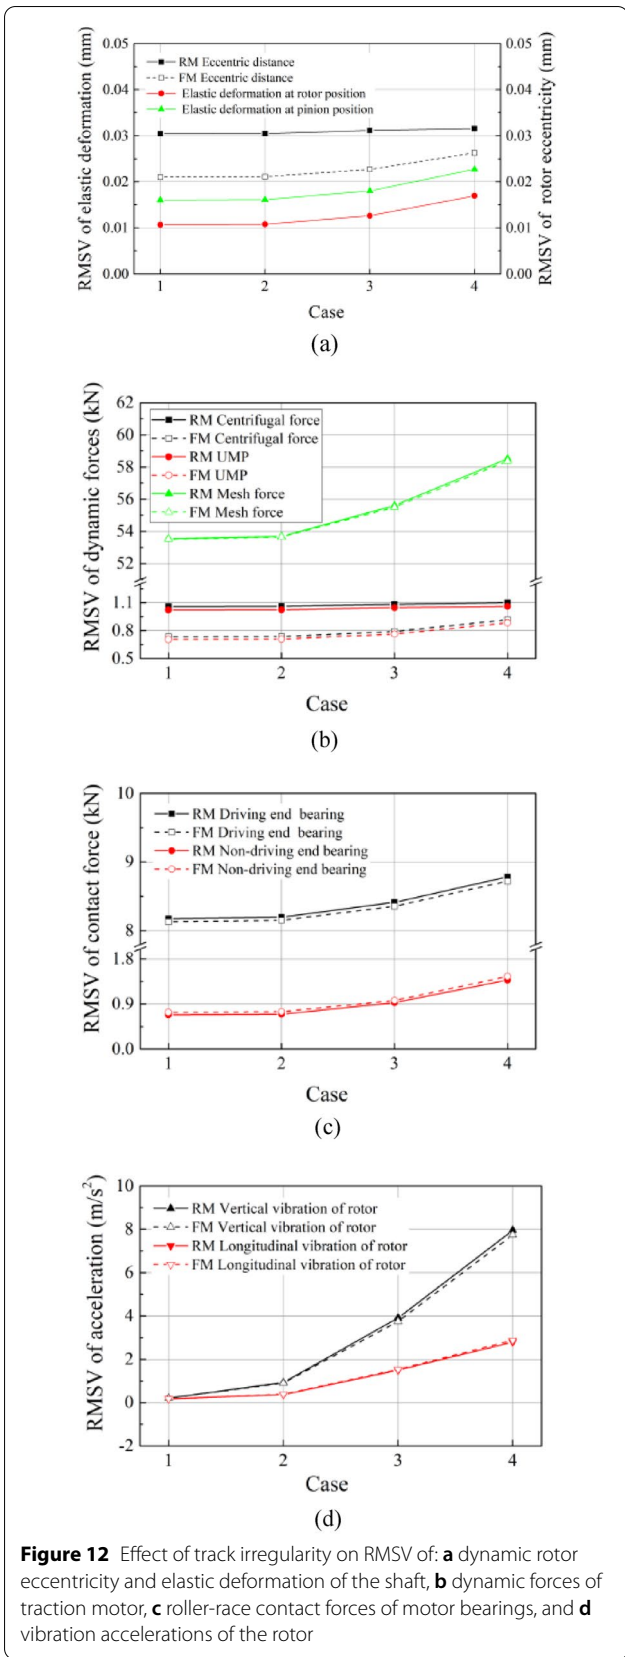 0.05
0.04
0.03
0.02
0.01
0.00
RMSV of elastic deformation (mm)
RM Eccentric distance
FM Eccentric distance
Elastic deformation at rotor position
Elastic deformation at pinion position
0.05
0.04
0.03
0.02
0.01
0.00
RMSV of rotor eccentricity (mm)
1 2 3 4
Case
(a)
62
60
58
56
54
52
1.1
0.8
0.5
RMSV of dynamic forces (kN)
RM Centrifugal force
FM Centrifugal force
RM UMP
FM UMP
RM Mesh force
FM Mesh force
1 2 3 4
Case
(b)
10
9
8
1.8
0.9
0.0
RMSV of contact force (kN)
RM Driving end bearing
FM Driving end bearing
RM Non-driving end bearing
FM Non-driving end bearing
1 2 3 4
Case
(c)
10
8
6
4
2
0
-2
RMSV of acceleration (m/s²)
RM Vertical vibration of rotor
FM Vertical vibration of rotor
RM Longitudinal vibration of rotor
FM Longitudinal vibration of rotor
1 2 3 4
Case
(d)
Figure 12 Effect of track irregularity on RMSV of: a dynamic rotor
eccentricity and elastic deformation of the shaft, b dynamic forces of
traction motor, c roller-race contact forces of motor bearings, and d
vibration accelerations of the rotor